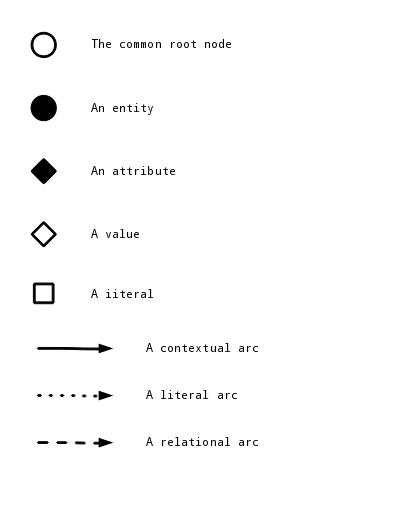 The common root node
An entity
An attribute
A value
A iiteral
A contextual arc
A literal arc
A relational arc